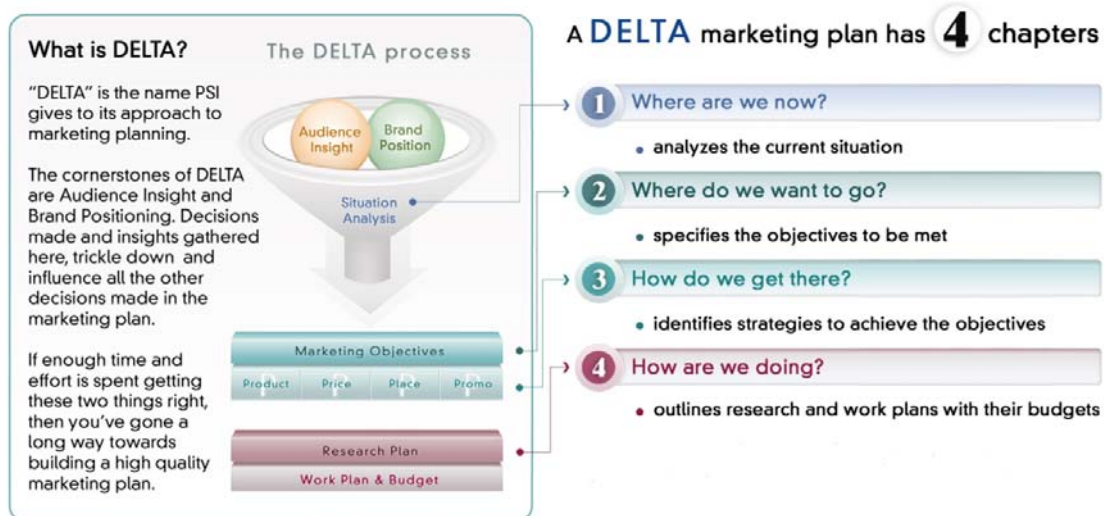 What is DELTA?
"DELTA" is the name PSI
gives to its approach to
marketing planning.
The cornerstones of DELTA
are Audience Insight and
Brand Positioning. Decisions
made and insights gathered
here, trickle down and
influence all the other
decisions made in the
marketing plan.
If enough time and
effort is spent getting
these two things right,
then you've gone a
long way towards
building a high quality
marketing plan.
The DELTA process
Audience
Insight
Brand
Position
Situation
Analysis
Marketing Objectives
P P P P
Product Price Place Promo
Research Plan
Work Plan & Budget
A DELTA marketing plan has 4 chapters
1 Where are we now?
• analyzes the current situation
2 Where do we want to go?
• specifies the objectives to be met
3 How do we get there?
• identifies strategies to achieve the objectives
4 How are we doing?
• outlines research and work plans with their budgets